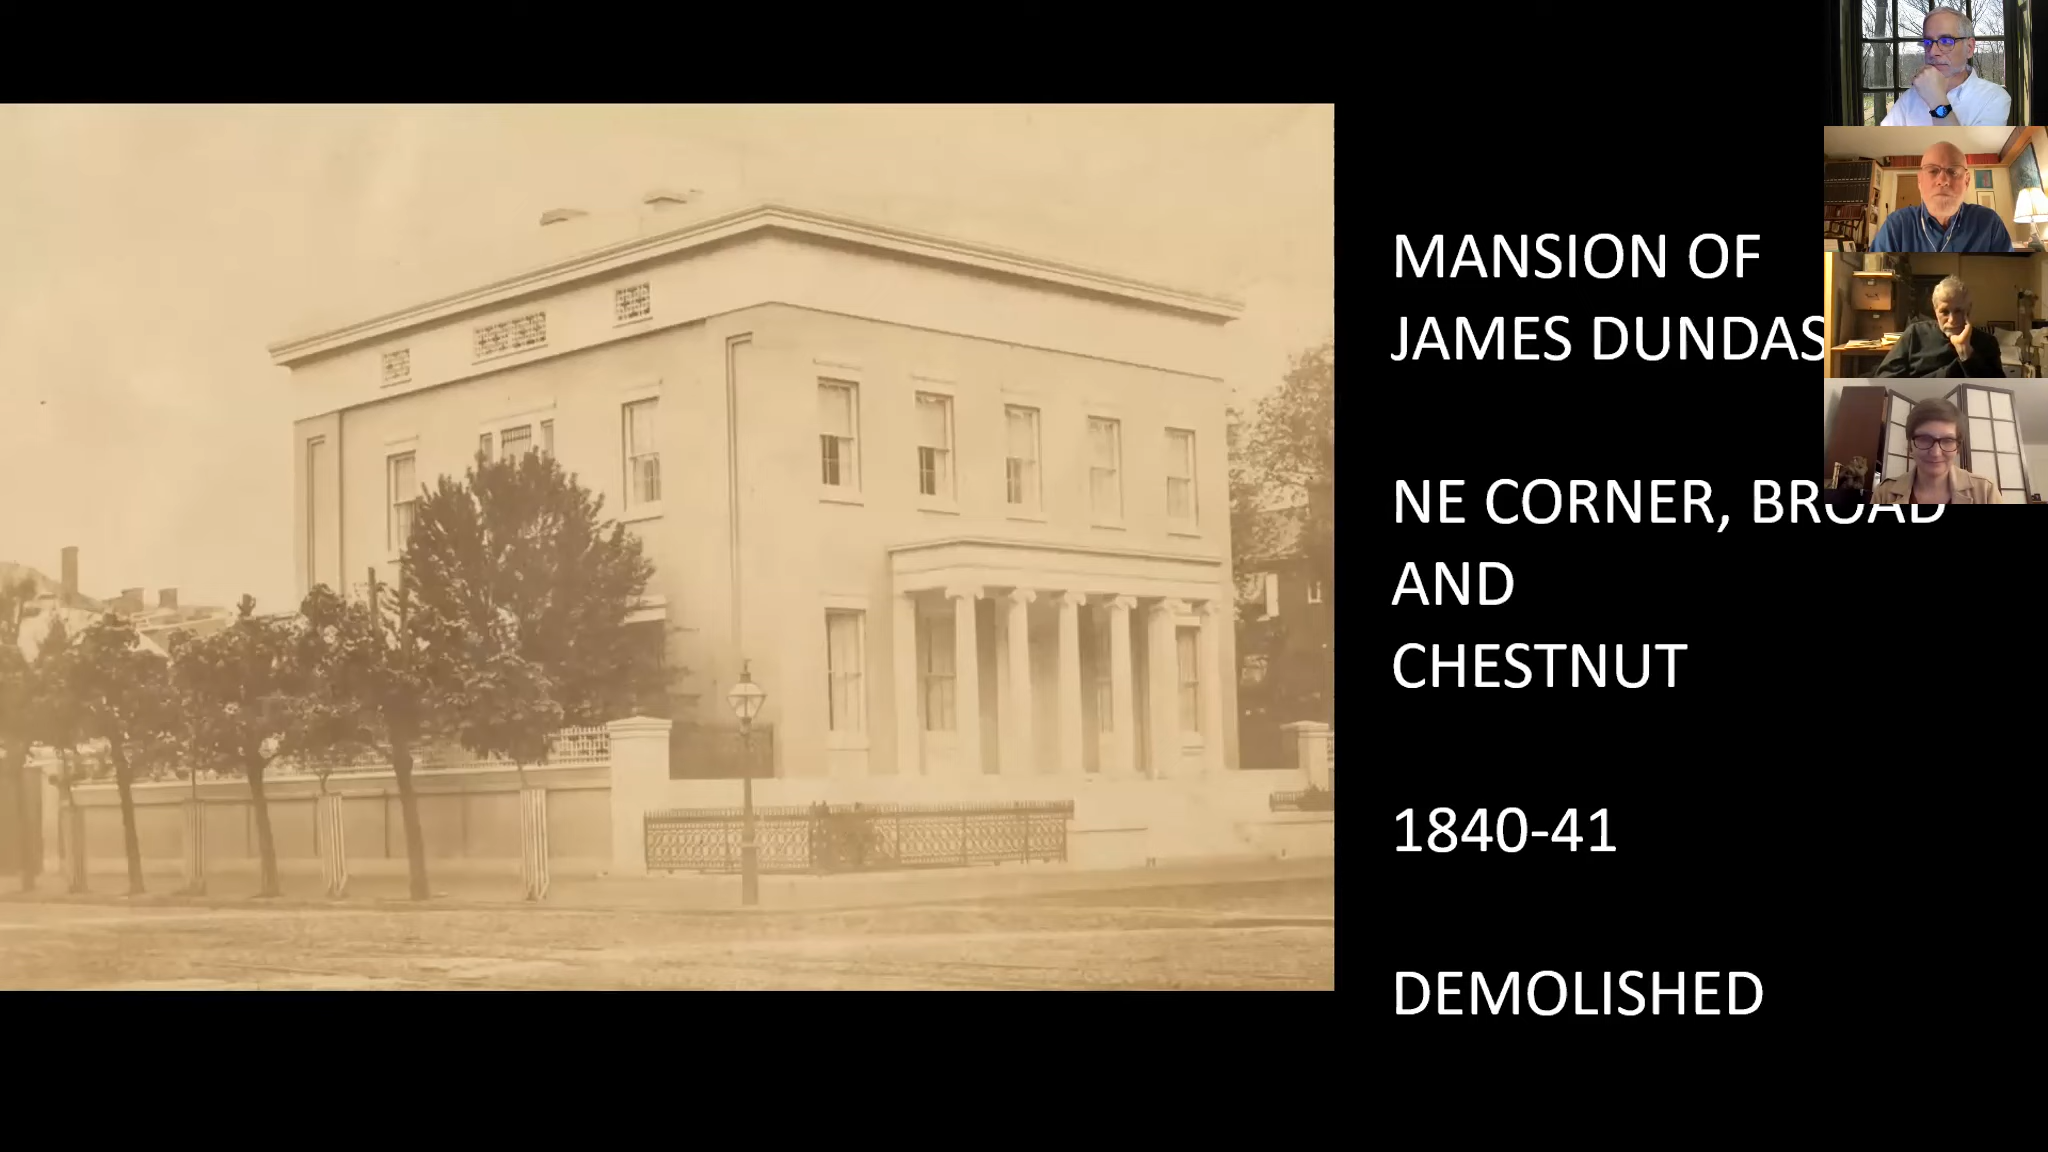 MANSION OF
JAMES DUNDAS
NE CORNER, BROAD
AND
CHESTNUT
1840-41
DEMOLISHED